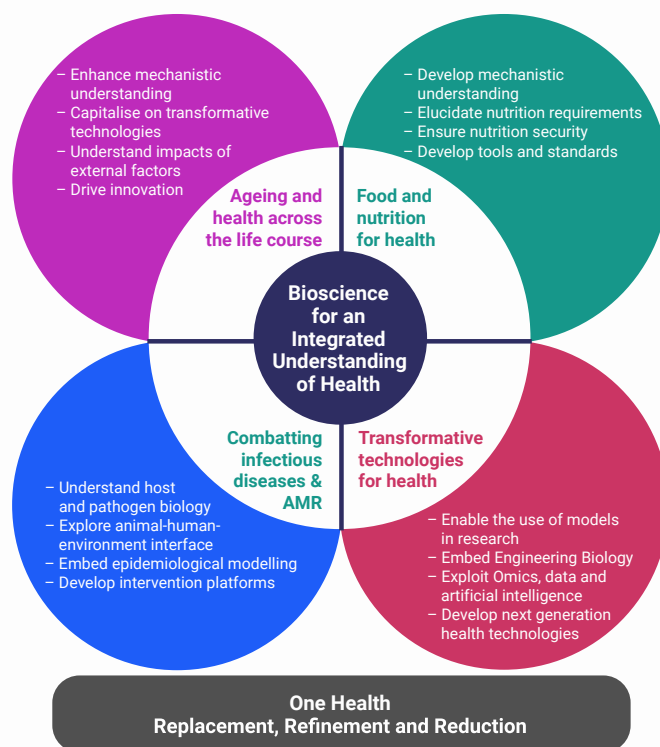 – Enhance mechanistic
understanding
– Capitalise on transformative
technologies
– Understand impacts of
external factors
– Drive innovation
– Develop mechanistic
understanding
– Elucidate nutrition requirements
– Ensure nutrition security
– Develop tools and standards
Ageing and
health across
the life course
Food and
nutrition
for health
Bioscience
for an
Integrated
Understanding
of Health
Combatting
infectious
diseases &
AMR
Transformative
technologies
for health
– Understand host
and pathogen biology
– Explore animal-human-
environment interface
– Embed epidemiological modelling
– Develop intervention platforms
– Enable the use of models
in research
– Embed Engineering Biology
– Exploit Omics, data and
artificial intelligence
– Develop next generation
health technologies
One Health
Replacement, Refinement and Reduction